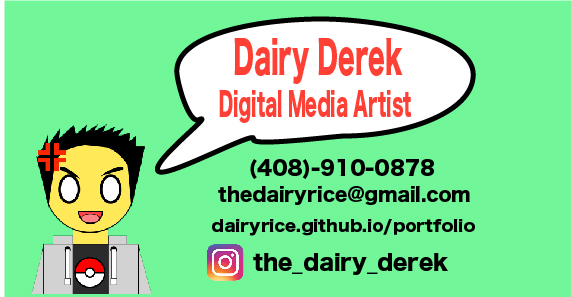 Dairy Derek
Digital Media Artist
(408)-910-0878
thedairyrice@gmail.com
dairyrice.github.io/portfolio
the_dairy_derek